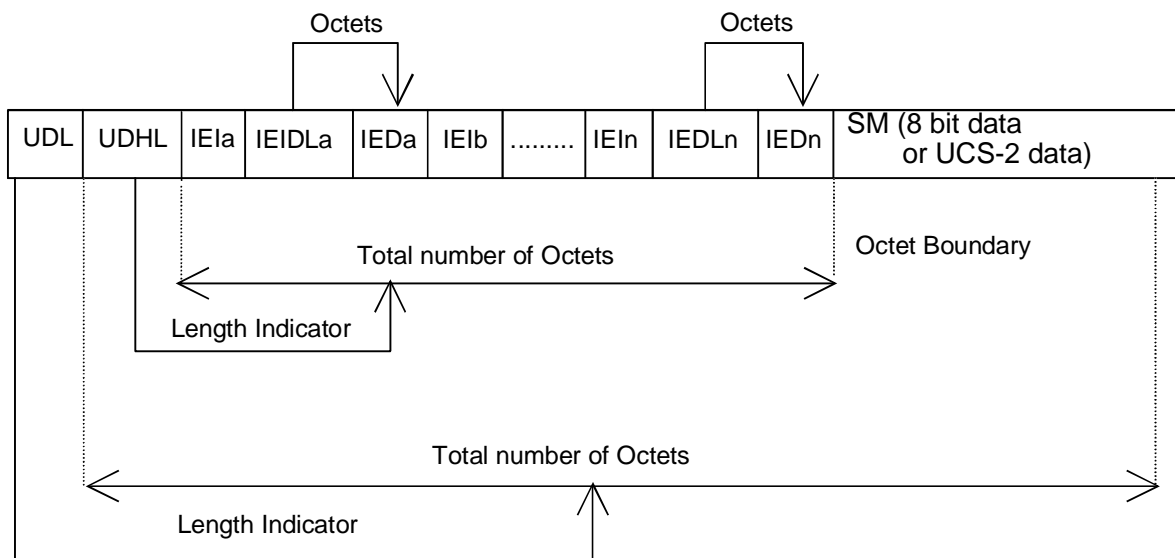 Octets Octets
UDL UDHL IEIa IEIDLa IEDa IEIb ......... IEIn IEDLn IEDn SM (8 bit data
or UCS-2 data)
Total number of Octets Octet Boundary
Length Indicator
Total number of Octets
Length Indicator